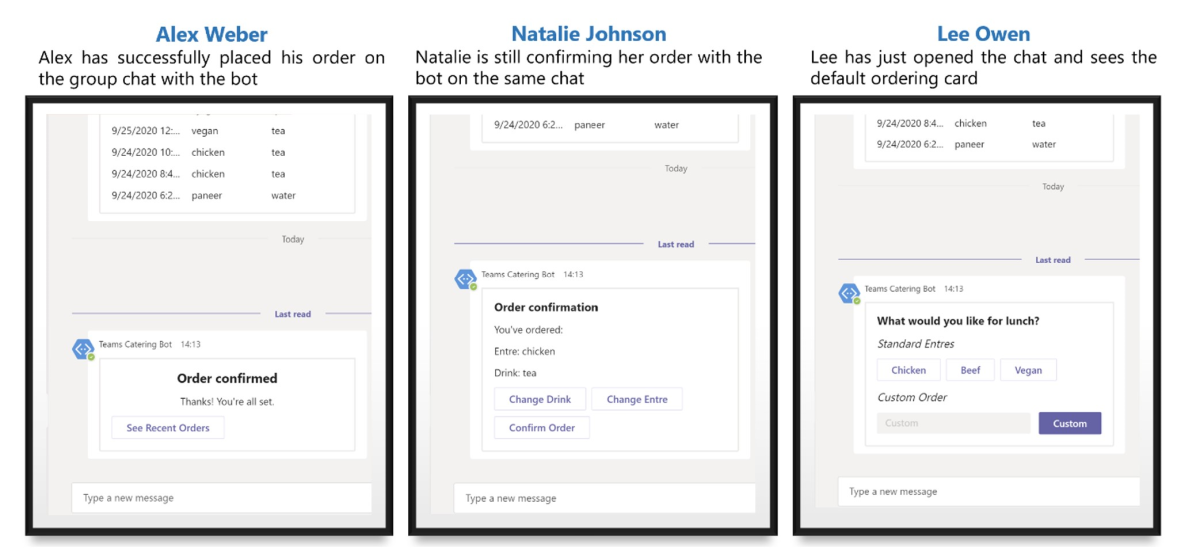 Alex Weber
Alex has successfully placed his order on
the group chat with the bot
9/25/2020 12:... vegan tea
9/24/2020 10:... chicken tea
9/24/2020 8:4... chicken tea
9/24/2020 6:2... paneer water
Today
Last read
Teams Catering Bot 14:13
Order confirmed
Thanks! You're all set.
See Recent Orders
Type a new message
Natalie Johnson
Natalie is still confirming her order with the
bot on the same chat
9/24/2020 6:2... paneer water
Today
Last read
Teams Catering Bot 14:13
Order confirmation
You've ordered:
Entre: chicken
Drink: tea
Change Drink Change Entre
Confirm Order
Type a new message
Lee Owen
Lee has just opened the chat and sees the
default ordering card
9/24/2020 8:4... chicken tea
9/24/2020 6:2... paneer water
Today
Last read
Teams Catering Bot 14:13
What would you like for lunch?
Standard Entres
Chicken Beef Vegan
Custom Order
Custom Custom
Type a new message